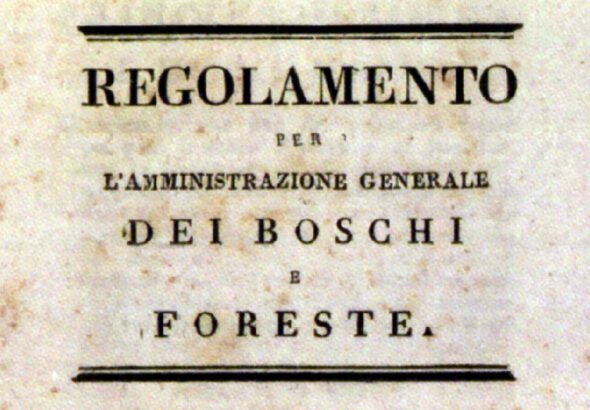 REGOLAMENTO
PER
L'AMMINISTRAZIONE GENERALE
DEI BOSCHI
E
FORESTE.